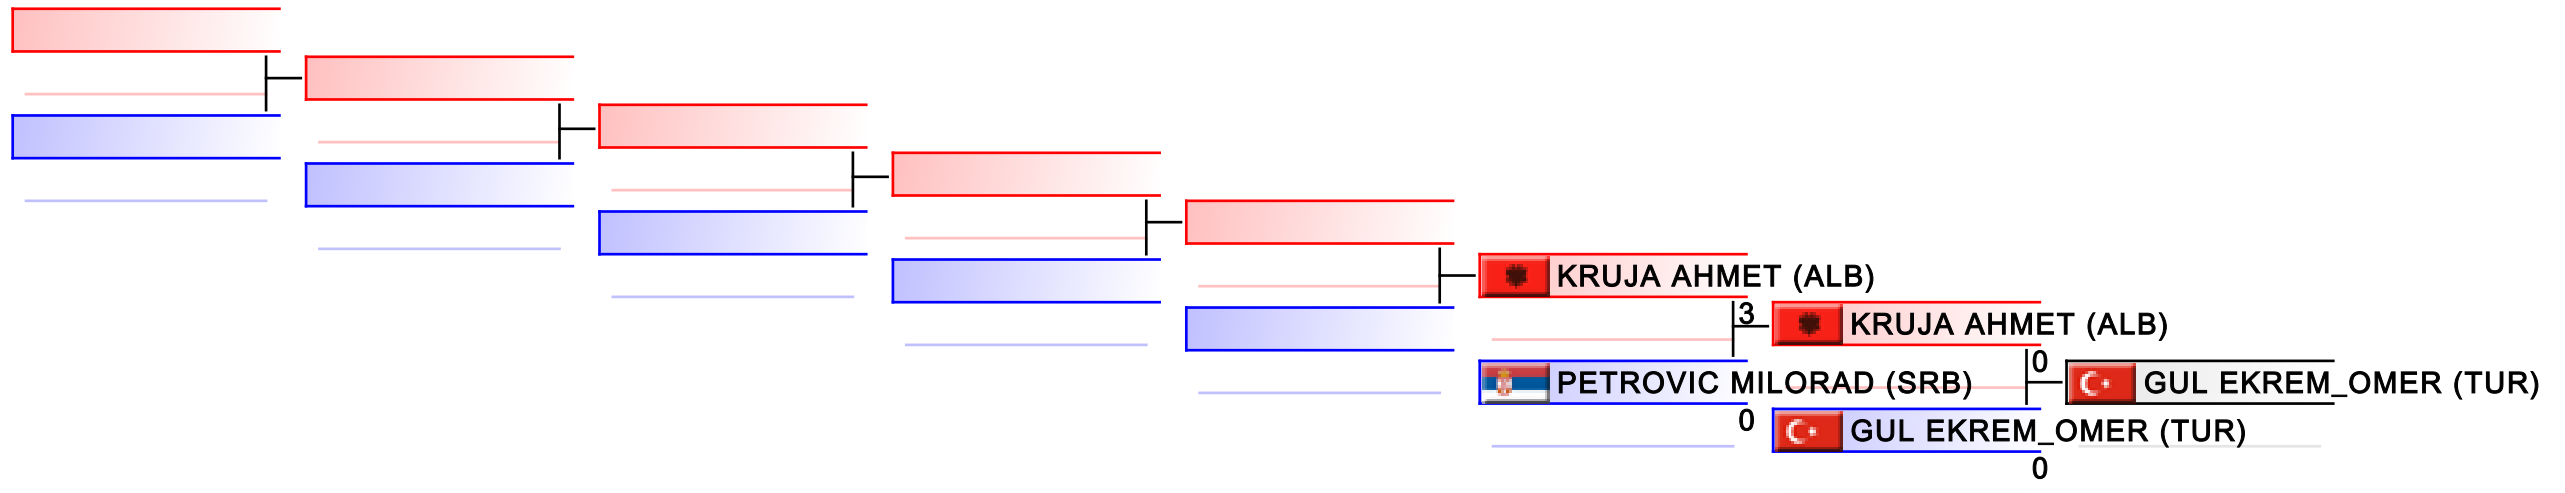 KRUJA AHMET (ALB)
3
KRUJA AHMET (ALB)
0
PETROVIC MILORAD (SRB)
GUL EKREM_OMER (TUR)
0
GUL EKREM_OMER (TUR)
0